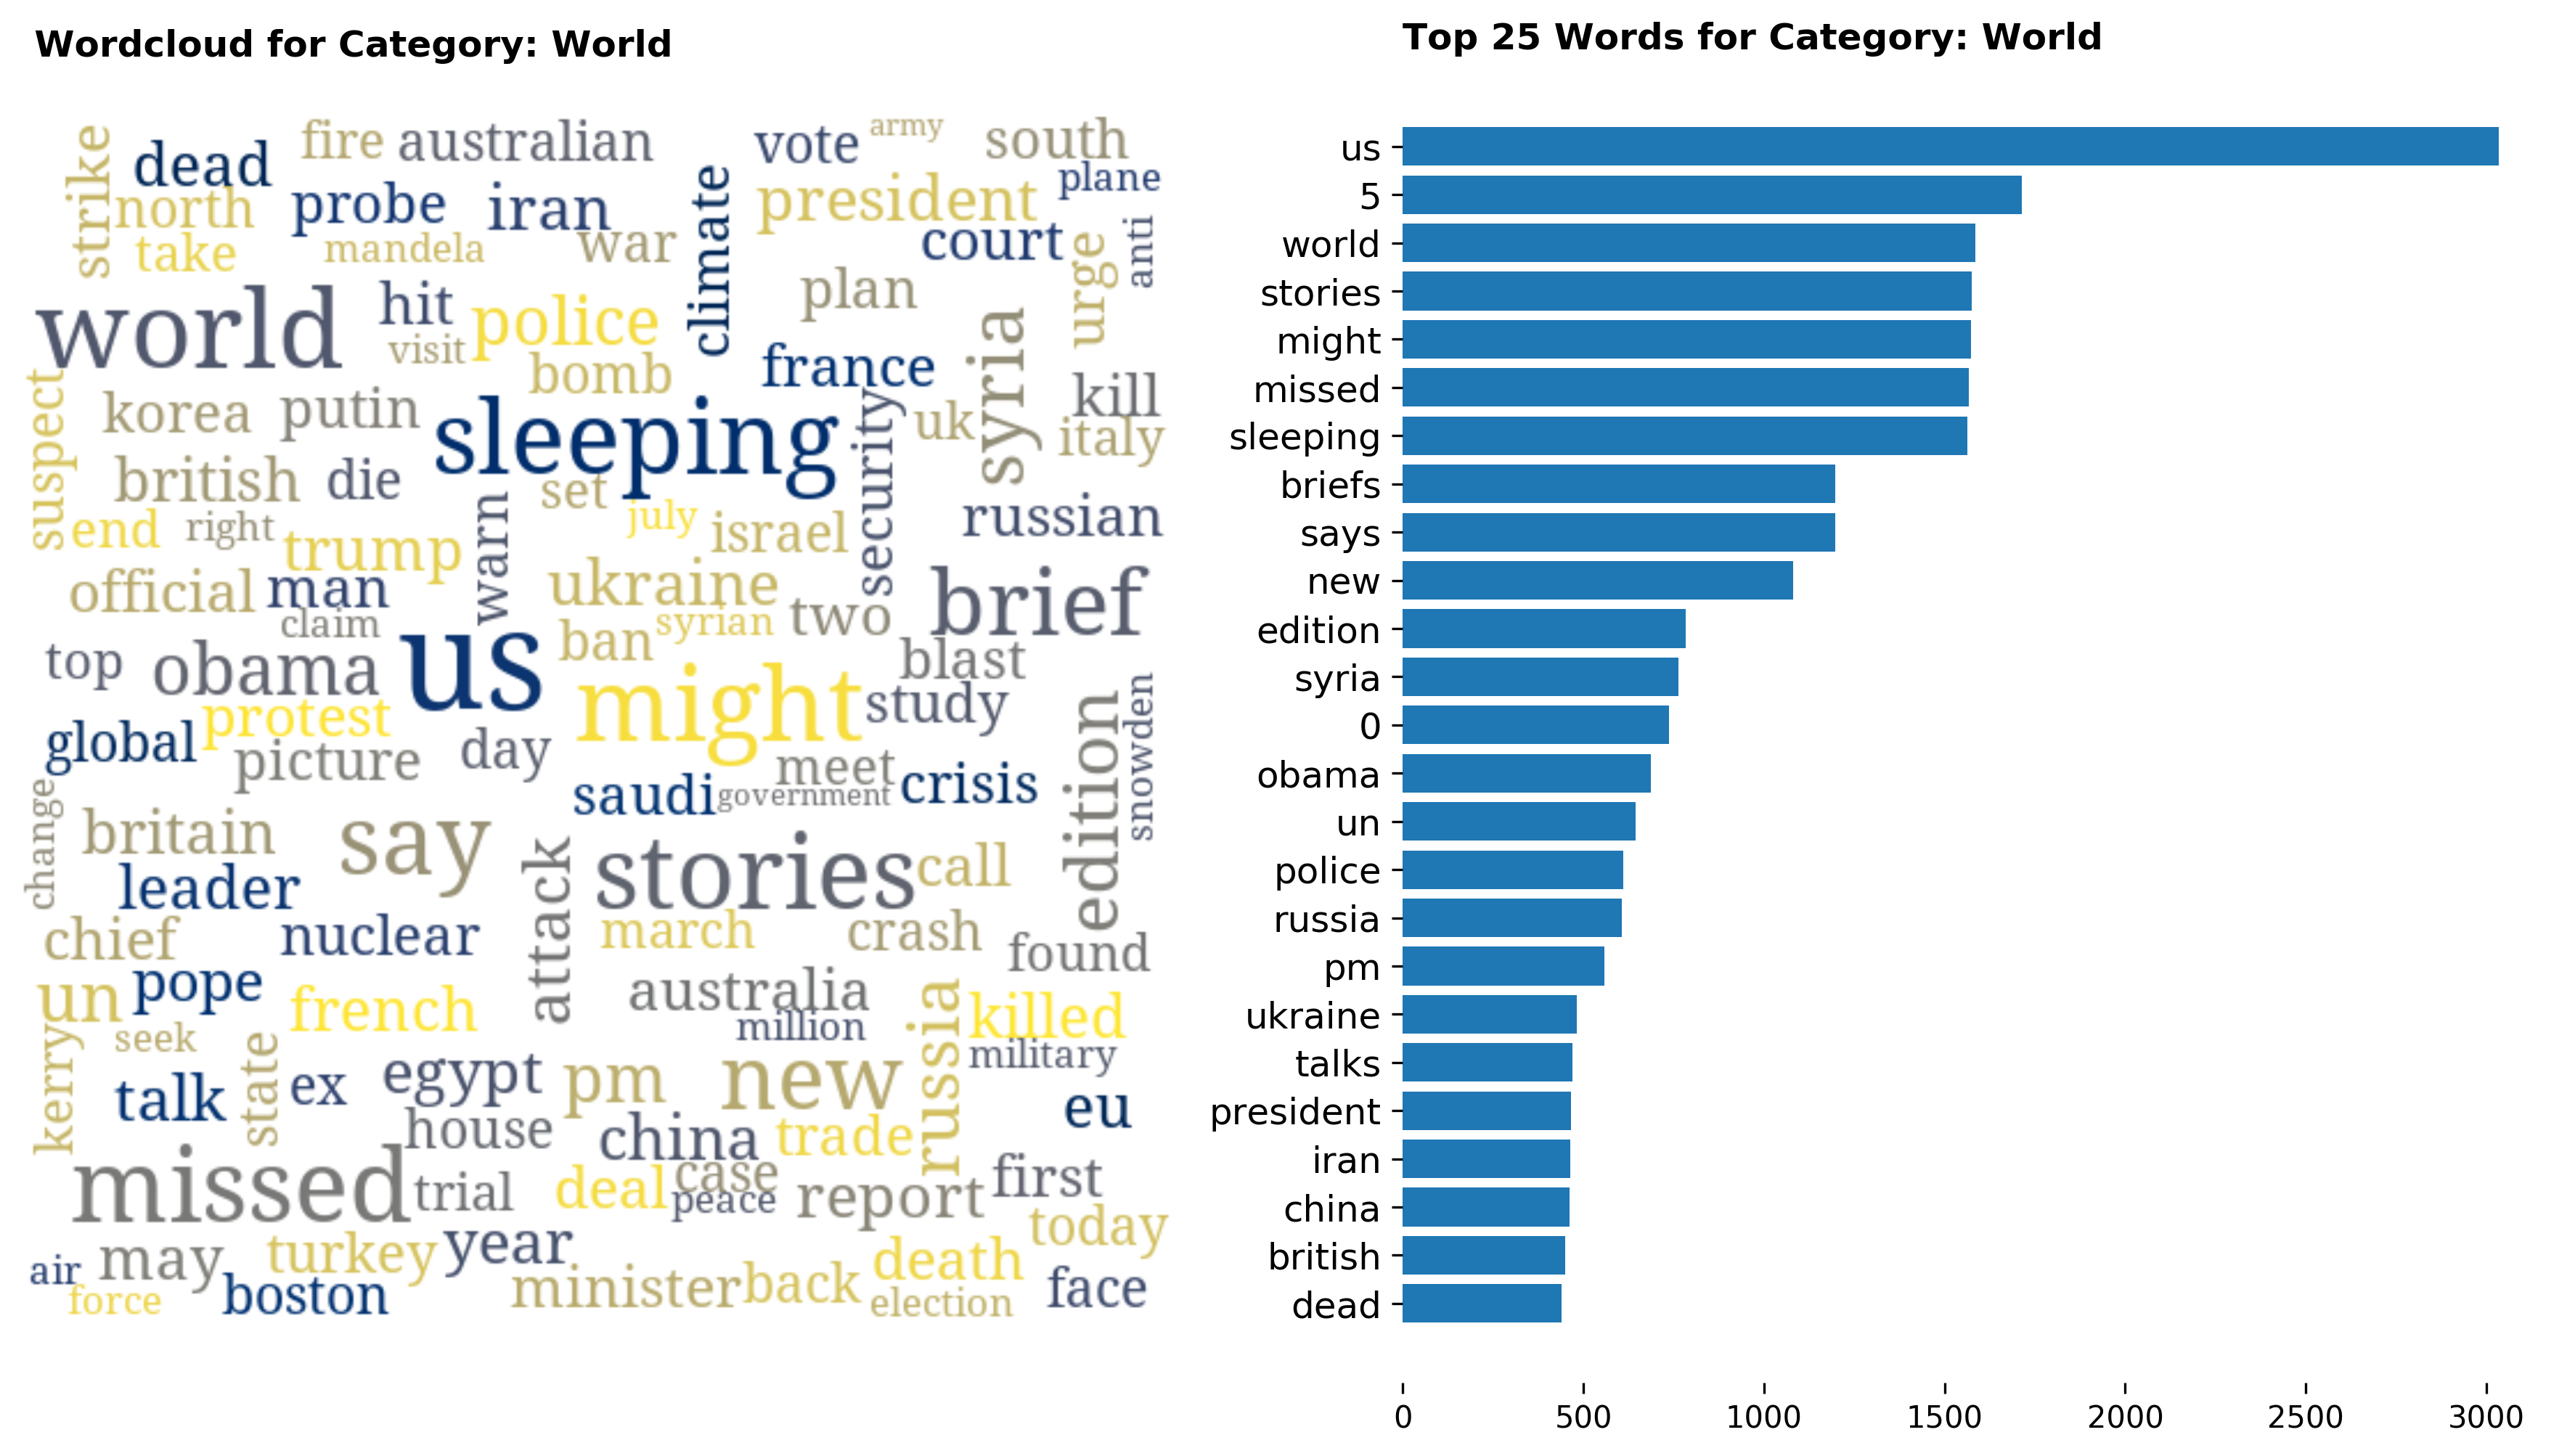 Wordcloud for Category: World
strike
dead
fire
australian
vote
army
south
plane
north
probe
iran
climate
president
take
mandela
war
court
urge
anti
world
hit
police
plan
visit
bomb
france
syria
kill
suspect
korea
putin
sleeping
security
uk
italy
british
die
warn
set
july
israel
russian
end
right
trump
official
man
ukraine
two
brief
claim
syrian
ban
us
top
obama
might
blast
study
edition
snowden
global
protest
picture
day
meet
saudi
government
crisis
change
britain
say
attack
stories
call
leader
chief
nuclear
march
crash
found
un
pope
french
australia
million
russia
killed
kerry
seek
state
military
talk
ex
egypt
pm
new
eu
house
china
trade
missed
trial
deal
case
peace
report
first
today
air
may
turkey
year
death
force
boston
minister
back
election
face
Top 25 Words for Category: World
us
5
world
stories
might
missed
sleeping
briefs
says
new
edition
syria
0
obama
un
police
russia
pm
ukraine
talks
president
iran
china
british
dead
0 500 1000 1500 2000 2500 3000